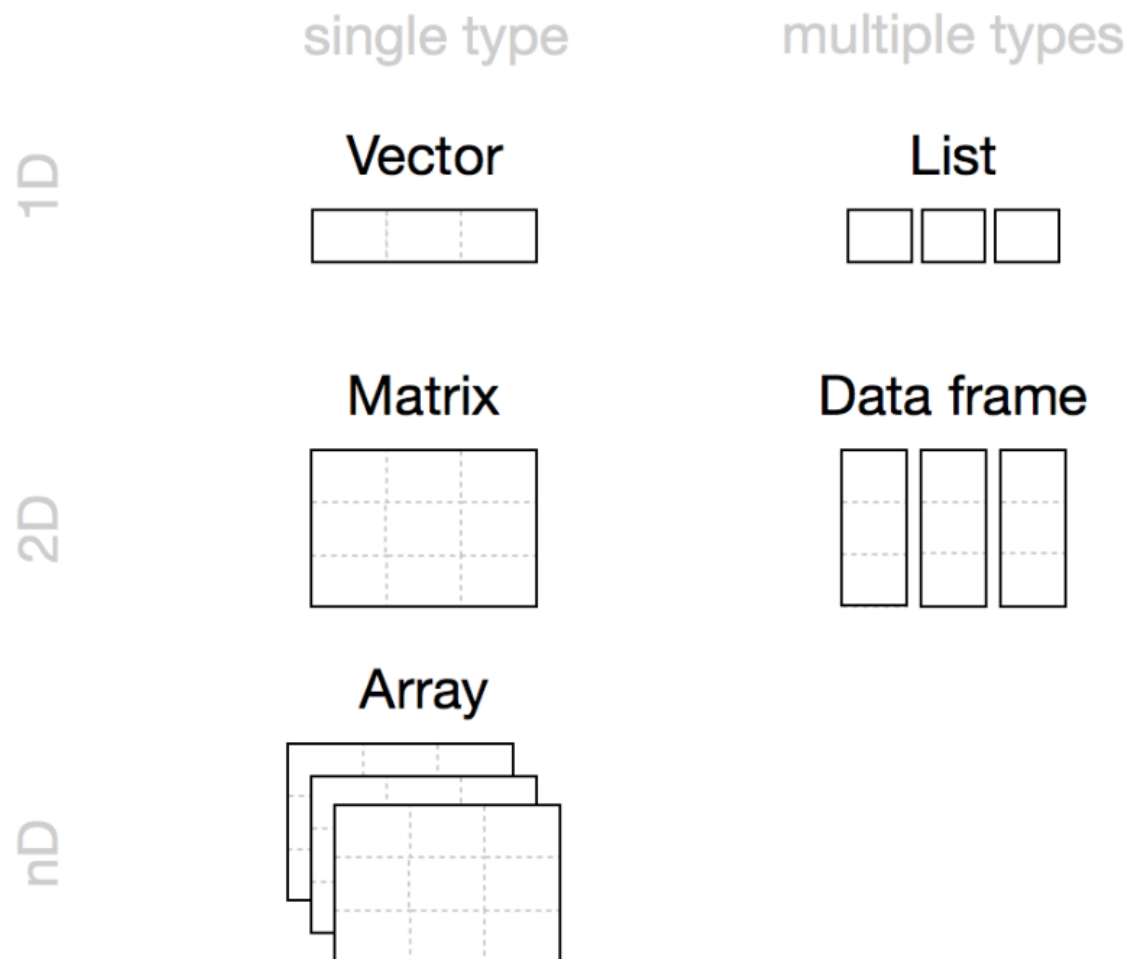 single type
multiple types
1D
Vector
List
2D
Matrix
Data frame
nD
Array